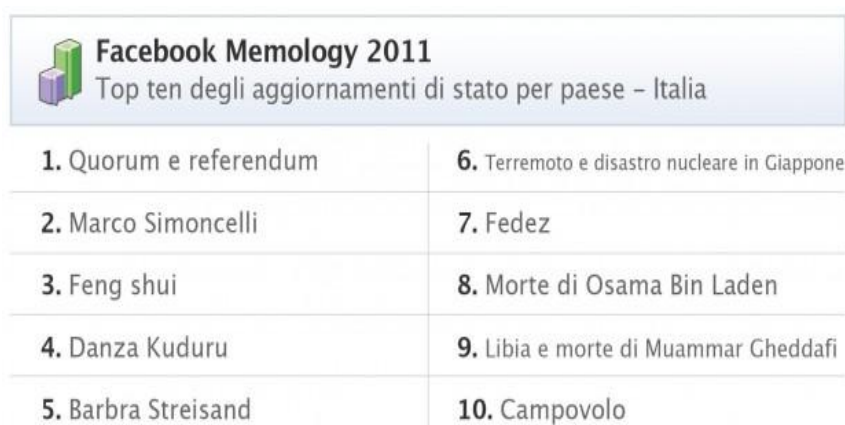 Facebook Memology 2011
Top ten degli aggiornamenti di stato per paese – Italia
1. Quorum e referendum
2. Marco Simoncelli
3. Feng shui
4. Danza Kuduru
5. Barbra Streisand
6. Terremoto e disastro nucleare in Giappone
7. Fedez
8. Morte di Osama Bin Laden
9. Libia e morte di Muammar Gheddafi
10. Campovolo